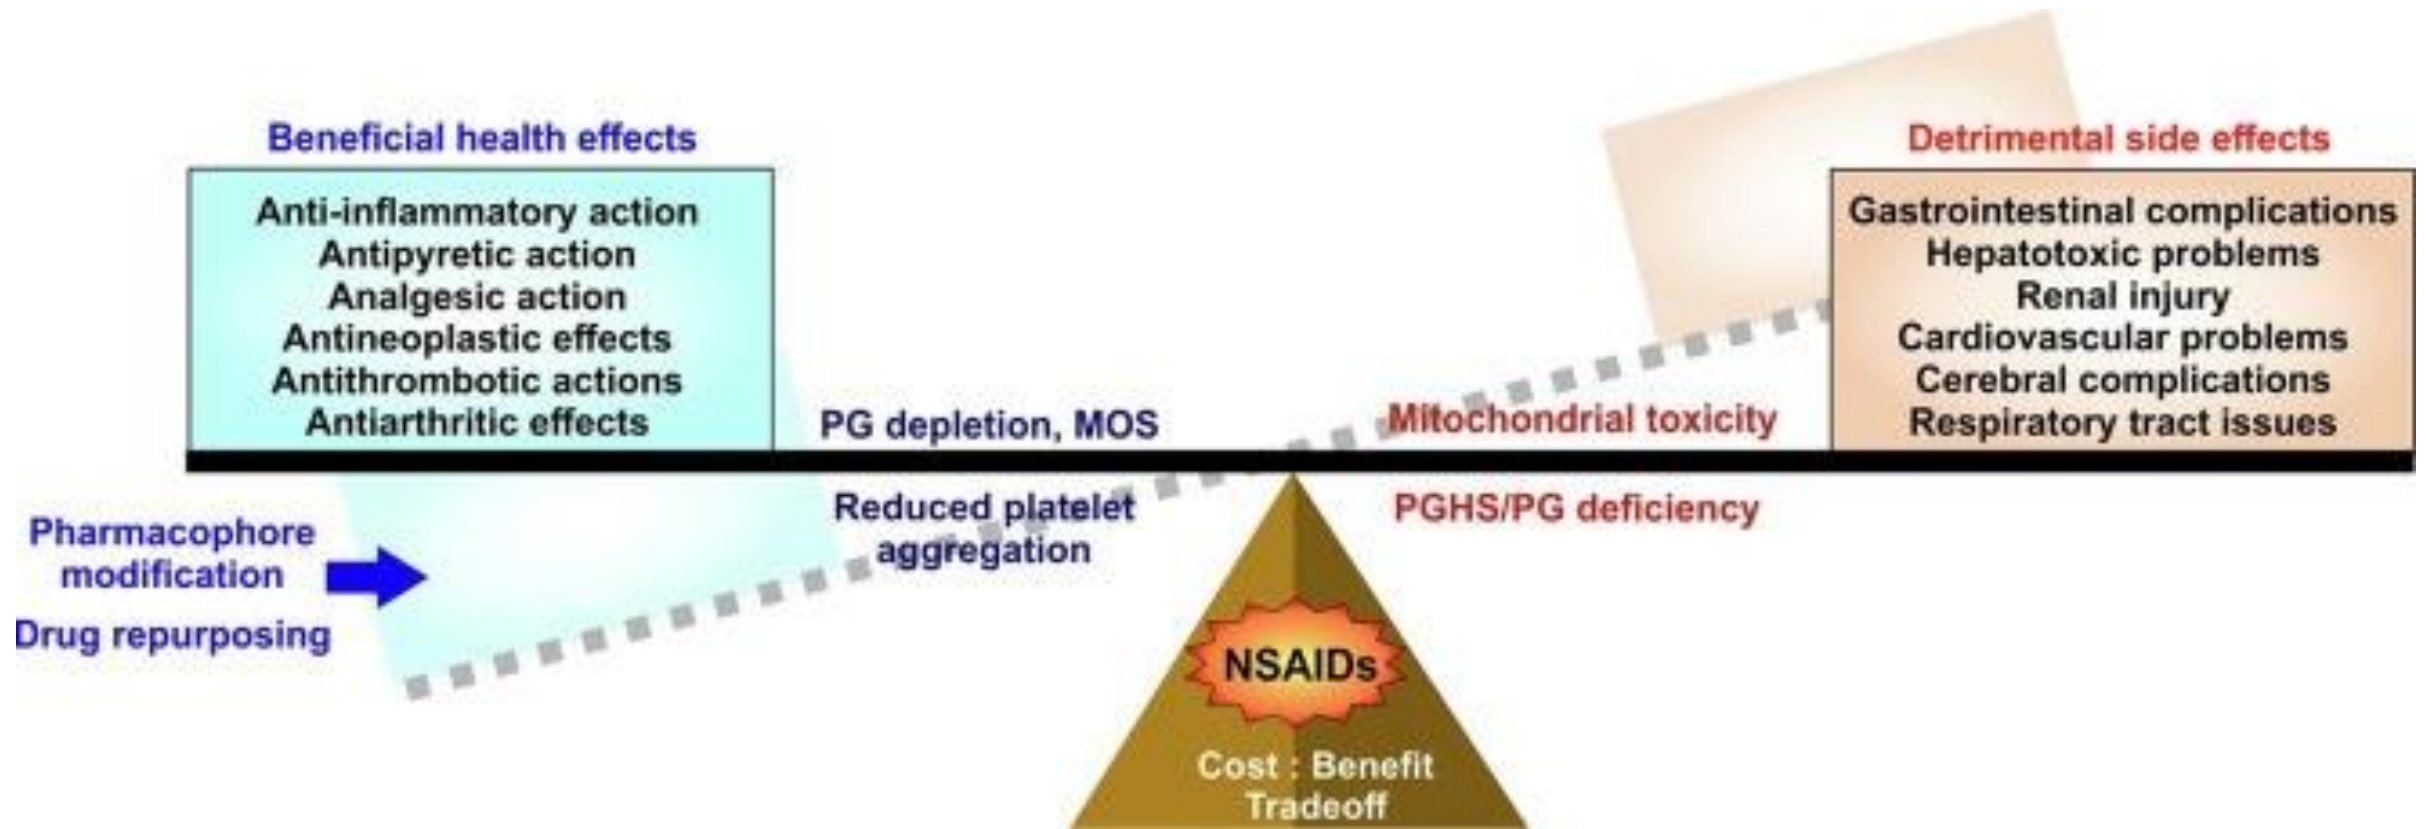 Beneficial health effects
Anti-inflammatory action
Antipyretic action
Analgesic action
Antineoplastic effects
Antithrombotic actions
Antiarthritic effects
Pharmacophore
modification
Drug repurposing
PG depletion, MOS
Reduced platelet
aggregation
Mitochondrial toxicity
PGHS/PG deficiency
Detrimental side effects
Gastrointestinal complications
Hepatotoxic problems
Renal injury
Cardiovascular problems
Cerebral complications
Respiratory tract issues
NSAIDs
Cost : Benefit
Tradeoff